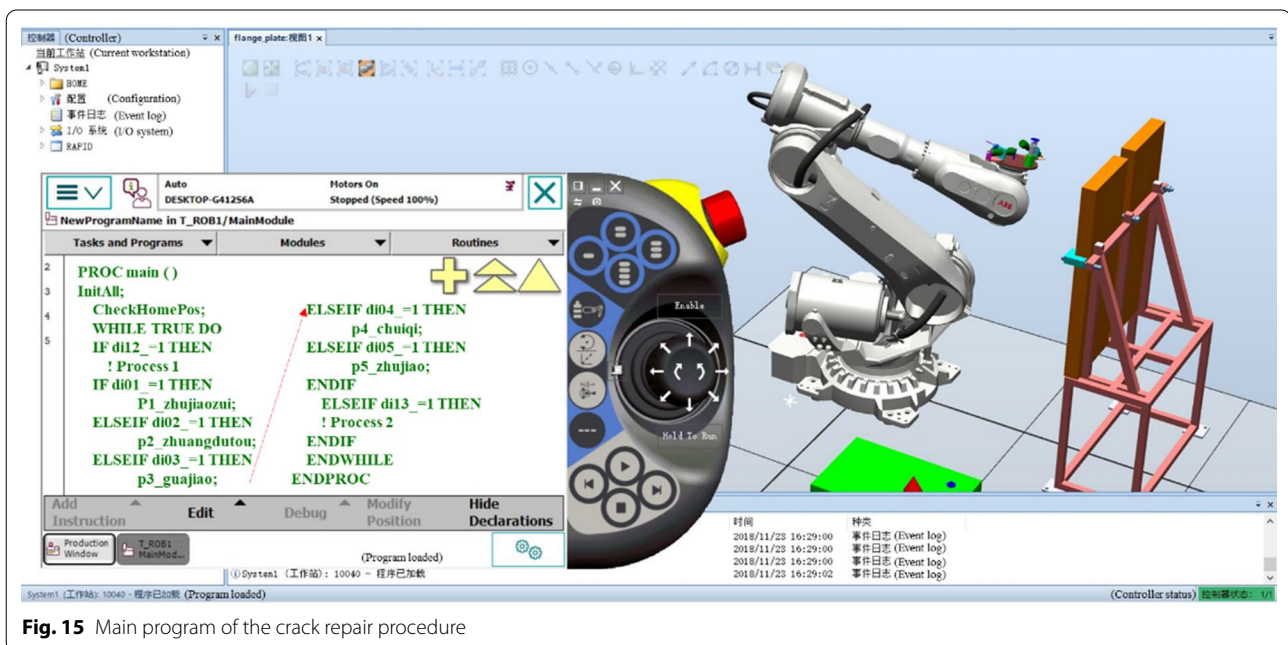 控制器 (Controller)
flange_plate:视图1
当前工作站 (Current workstation)
System1
HOME
配置 (Configuration)
事件日志 (Event log)
I/O 系统 (I/O system)
RAPID
Auto
DESKTOP-G41256A
Motors On
Stopped (Speed 100%)
NewProgramName in T_ROB1/MainModule
Tasks and Programs
Modules
Routines
2
3
4
5
PROC main ()
InitAll;
CheckHomePos;
WHILE TRUE DO
IF di12_=1 THEN
! Process 1
IF di01_=1 THEN
P1_zhujiaozui;
ELSEIF di02_=1 THEN
p2_zhuangdutou;
ELSEIF di03_=1 THEN
p3_guajiao;
ELSEIF di04_=1 THEN
p4_chuiqi;
ELSEIF di05_=1 THEN
p5_zhujiao;
ENDIF
ELSEIF di13_=1 THEN
! Process 2
ENDIF
ENDWHILE
ENDPROC
Add Instruction
Edit
Debug
Modify Position
Hide Declarations
Production Window
T_ROB1 MainMod...
(Program loaded)
Enable
Hold To Run
ABB
时间
种类
2018/11/23 16:29:00 事件日志 (Event log)
2018/11/23 16:29:00 事件日志 (Event log)
2018/11/23 16:29:00 事件日志 (Event log)
2018/11/23 16:29:02 事件日志 (Event log)
System1 (工作站): 10040 - 程序已加载
System1 (工作站): 10040 - 程序已加载 (Program loaded)
(Controller status) 控制器状态: 1/1
Fig. 15 Main program of the crack repair procedure